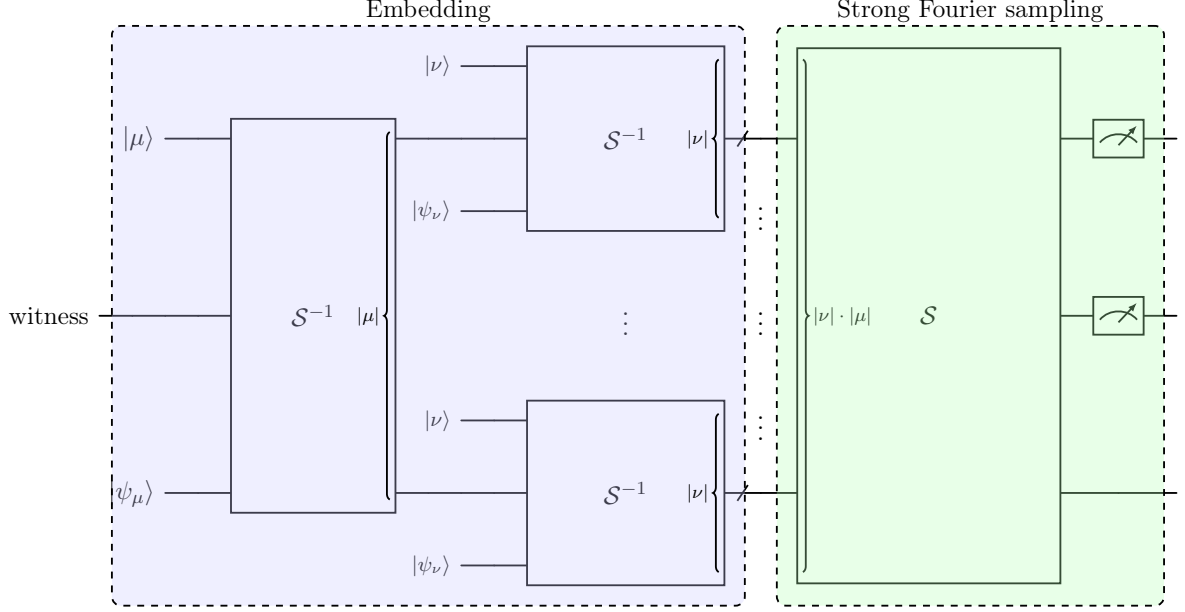 Embedding
Strong Fourier sampling
|ν⟩
|μ⟩
𝒮⁻¹
|ν|
|ψ_ν⟩
⋮
witness
𝒮⁻¹
|μ|
⋮
⋮
|ν| · |μ|
𝒮
|ν⟩
⋮
|ψ_μ⟩
𝒮⁻¹
|ν|
|ψ_ν⟩